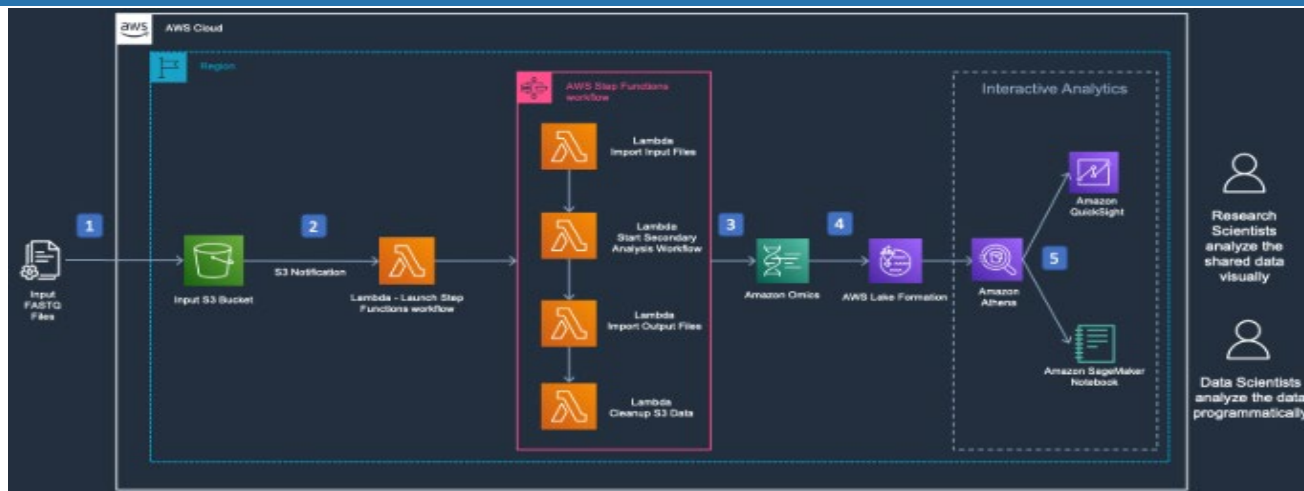 aws
AWS Cloud
Region
AWS Step Functions
workflow
Interactive Analytics
Lambda
Import Input Files
1
2
Lambda
Start Secondary
Analysis Workflow
3
4
5
Amazon
QuickSight
Research
Scientists
analyze the
shared data
visually
Input
FASTQ
Files
Input S3 Bucket
S3 Notification
Lambda - Launch Step
Functions workflow
Amazon Omics
AWS Lake Formation
Amazon
Athena
Lambda
Import Output Files
Lambda
Cleanup S3 Data
Amazon SageMaker
Notebook
Data Scientists
analyze the data
programmatically